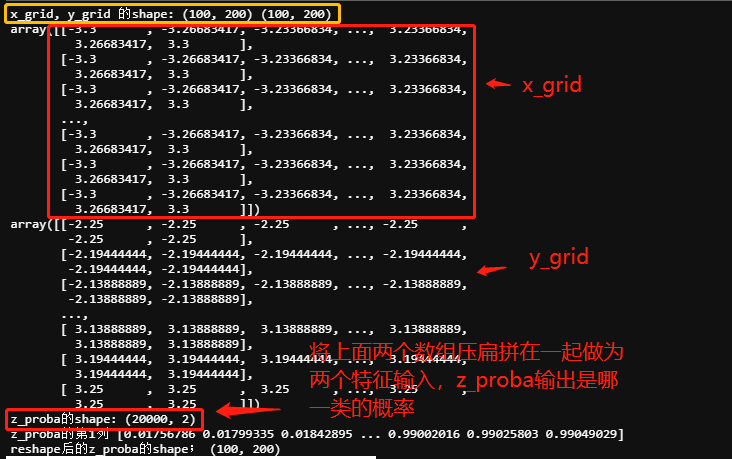 x_grid, y_grid 的shape: (100, 200) (100, 200)
array([[-3.3       , -3.26683417, -3.23366834, ...,  3.23366834,
         3.26683417,  3.3       ],
       [-3.3       , -3.26683417, -3.23366834, ...,  3.23366834,
         3.26683417,  3.3       ],
       [-3.3       , -3.26683417, -3.23366834, ...,  3.23366834,
         3.26683417,  3.3       ],
x_grid
       ...,
       [-3.3       , -3.26683417, -3.23366834, ...,  3.23366834,
         3.26683417,  3.3       ],
       [-3.3       , -3.26683417, -3.23366834, ...,  3.23366834,
         3.26683417,  3.3       ],
       [-3.3       , -3.26683417, -3.23366834, ...,  3.23366834,
         3.26683417,  3.3       ]])
array([[-2.25      , -2.25      , -2.25      , ..., -2.25      ,
        -2.25      , -2.25      ],
       [-2.19444444, -2.19444444, -2.19444444, ..., -2.19444444,
        -2.19444444, -2.19444444],
       [-2.13888889, -2.13888889, -2.13888889, ..., -2.13888889,
        -2.13888889, -2.13888889],
y_grid
       ...,
       [ 3.13888889,  3.13888889,  3.13888889, ...,  3.13888889,
         3.13888889,  3.13888889],
       [ 3.19444444,  3.19444444,  3.19444444, ...,  3.19444444,
         3.19444444,  3.19444444],
       [ 3.25      ,  3.25      ,  3.25      , ...,  3.25      ,
         3.25      ,  3.25      ]])
将上面两个数组压扁拼在一起做为
两个特征输入，z_proba输出是哪
一类的概率
z_proba的shape: (20000, 2)
z_proba的第1列 [0.01756786 0.01799335 0.01842895 ... 0.99002016 0.99025803 0.99049029]
reshape后的z_proba的shape； (100, 200)